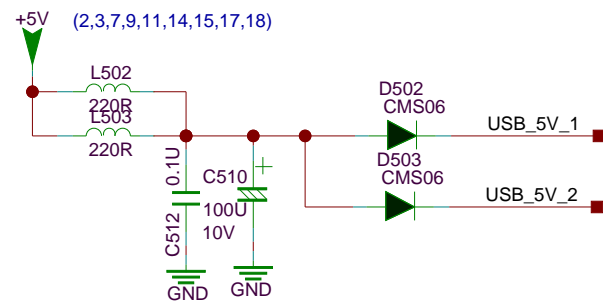 +5V (2,3,7,9,11,14,15,17,18)
L502
220R
L503
220R
D502
CMS06
USB_5V_1
D503
CMS06
USB_5V_2
0.1U
C512
C510
+
100U
10V
GND
GND